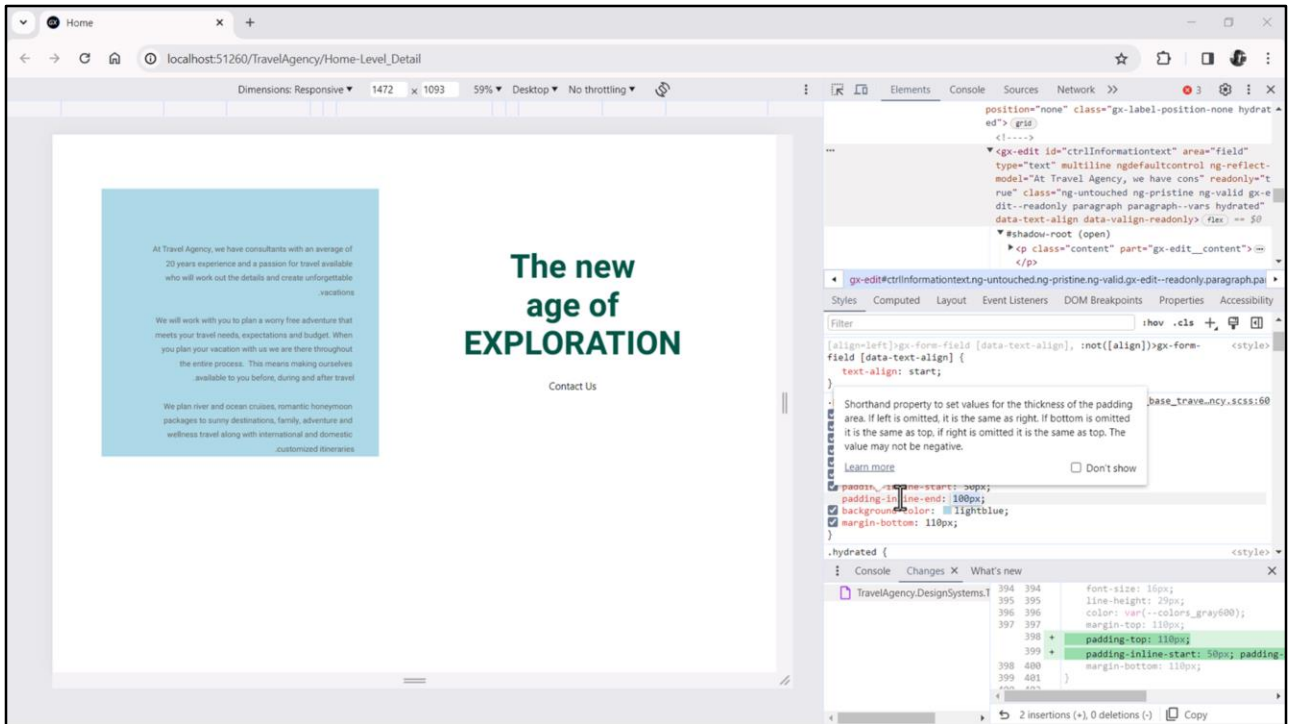 Home
localhost:51260/TravelAgency/Home-Level_Detail
Dimensions: Responsive 1472 x 1093 59% Desktop No throttling
At Travel Agency, we have consultants with an average of
20 years experience and a passion for travel available
who will work out the details and create unforgettable
.vacations
We will work with you to plan a worry free adventure that
meets your travel needs, expectations and budget. When
you plan your vacation with us we are there throughout
the entire process. This means making ourselves
.available to you before, during and after travel
We plan river and ocean cruises, romantic honeymoon
packages to sunny destinations, family, adventure and
wellness travel along with international and domestic
.customized itineraries
The new
age of
EXPLORATION
Contact Us
Elements Console Sources Network 3
position="none" class="gx-label-position-none hydrat
ed"> grid
<!---->
<gx-edit id="ctrlInformationtext" area="field"
type="text" multiline ngdefaultcontrol ng-reflect-
model="At Travel Agency, we have cons" readonly="t
rue" class="ng-untouched ng-pristine ng-valid gx-e
dit--readonly paragraph paragraph--vars hydrated"
data-text-align data-valign-readonly> flex == $0
#shadow-root (open)
<p class="content" part="gx-edit__content">
</p>
gx-edit#ctrlInformationtext.ng-untouched.ng-pristine.ng-valid.gx-edit--readonly.paragraph.pa
Styles Computed Layout Event Listeners DOM Breakpoints Properties Accessibility
Filter :hov .cls
[align=left]>gx-form-field [data-text-align], :not([align])>gx-form- <style>
field [data-text-align] {
text-align: start;
}
_base_trave…ncy.scss:60
Shorthand property to set values for the thickness of the padding
area. If left is omitted, it is the same as right. If bottom is omitted
it is the same as top, if right is omitted it is the same as top. The
value may not be negative.
Learn more Don't show
padding-inline-start: 50px;
padding-inline-end: 100px;
background-color: lightblue;
margin-bottom: 110px;
}
.hydrated { <style>
Console Changes What's new
TravelAgency.DesignSystems.T
394 394 font-size: 16px;
395 395 line-height: 29px;
396 396 color: var(--colors_gray600);
397 397 margin-top: 110px;
398 + padding-top: 110px;
399 + padding-inline-start: 50px; padding-
398 400 margin-bottom: 110px;
399 401 }
2 insertions (+), 0 deletions (-) Copy